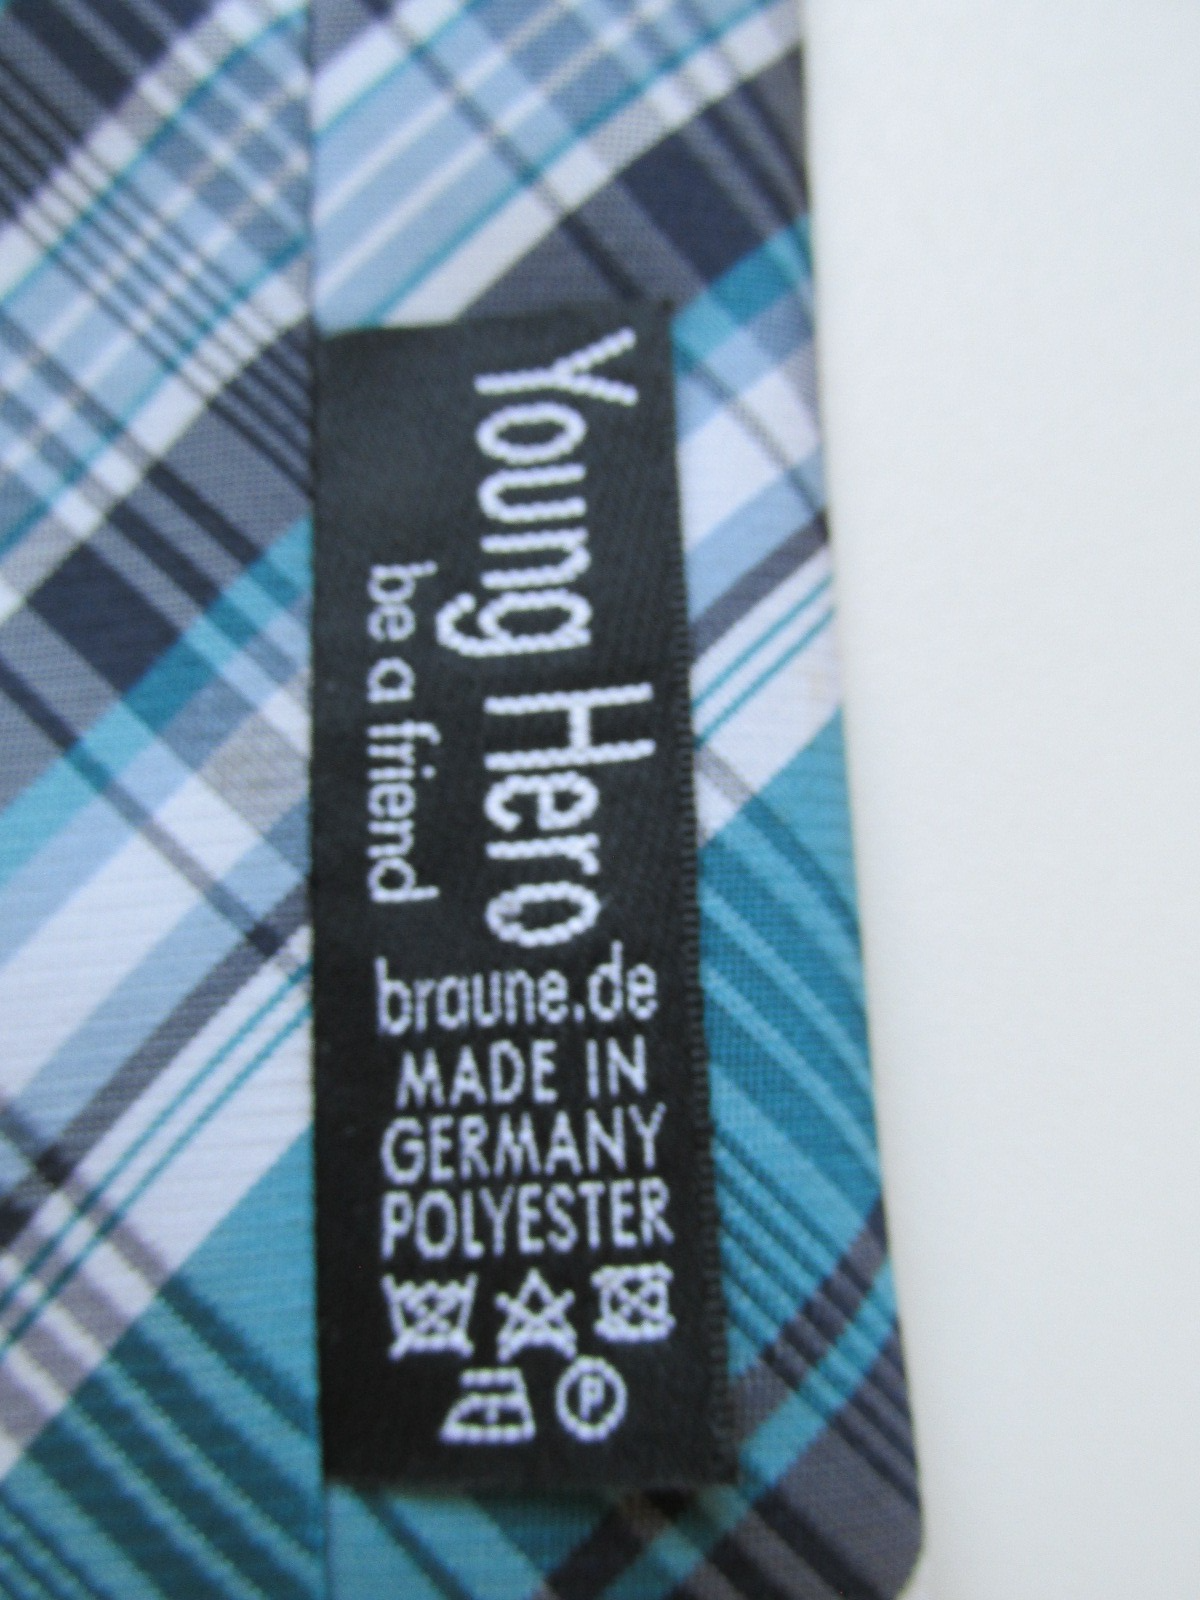 Young Hero
be a friend
braune.de
MADE IN
GERMANY
POLYESTER
P